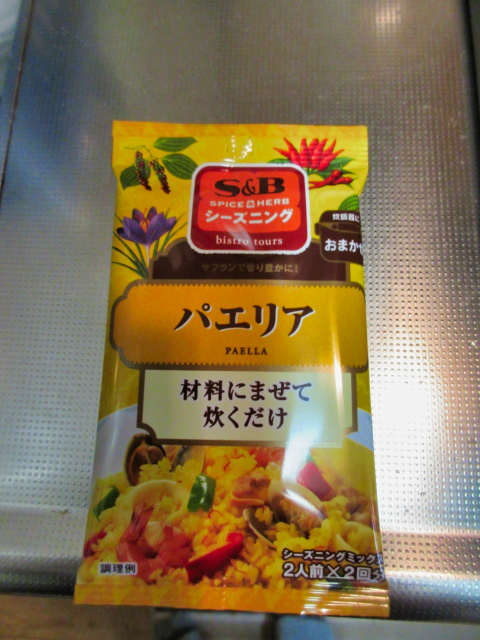 S&B
SPICE & HERB
シーズニング
bistro tours
炊飯器に
おまかせ
サフランで香り豊かに!
パエリア
PAELLA
材料にまぜて
炊くだけ
シーズニングミックス
2人前×2回
調理例